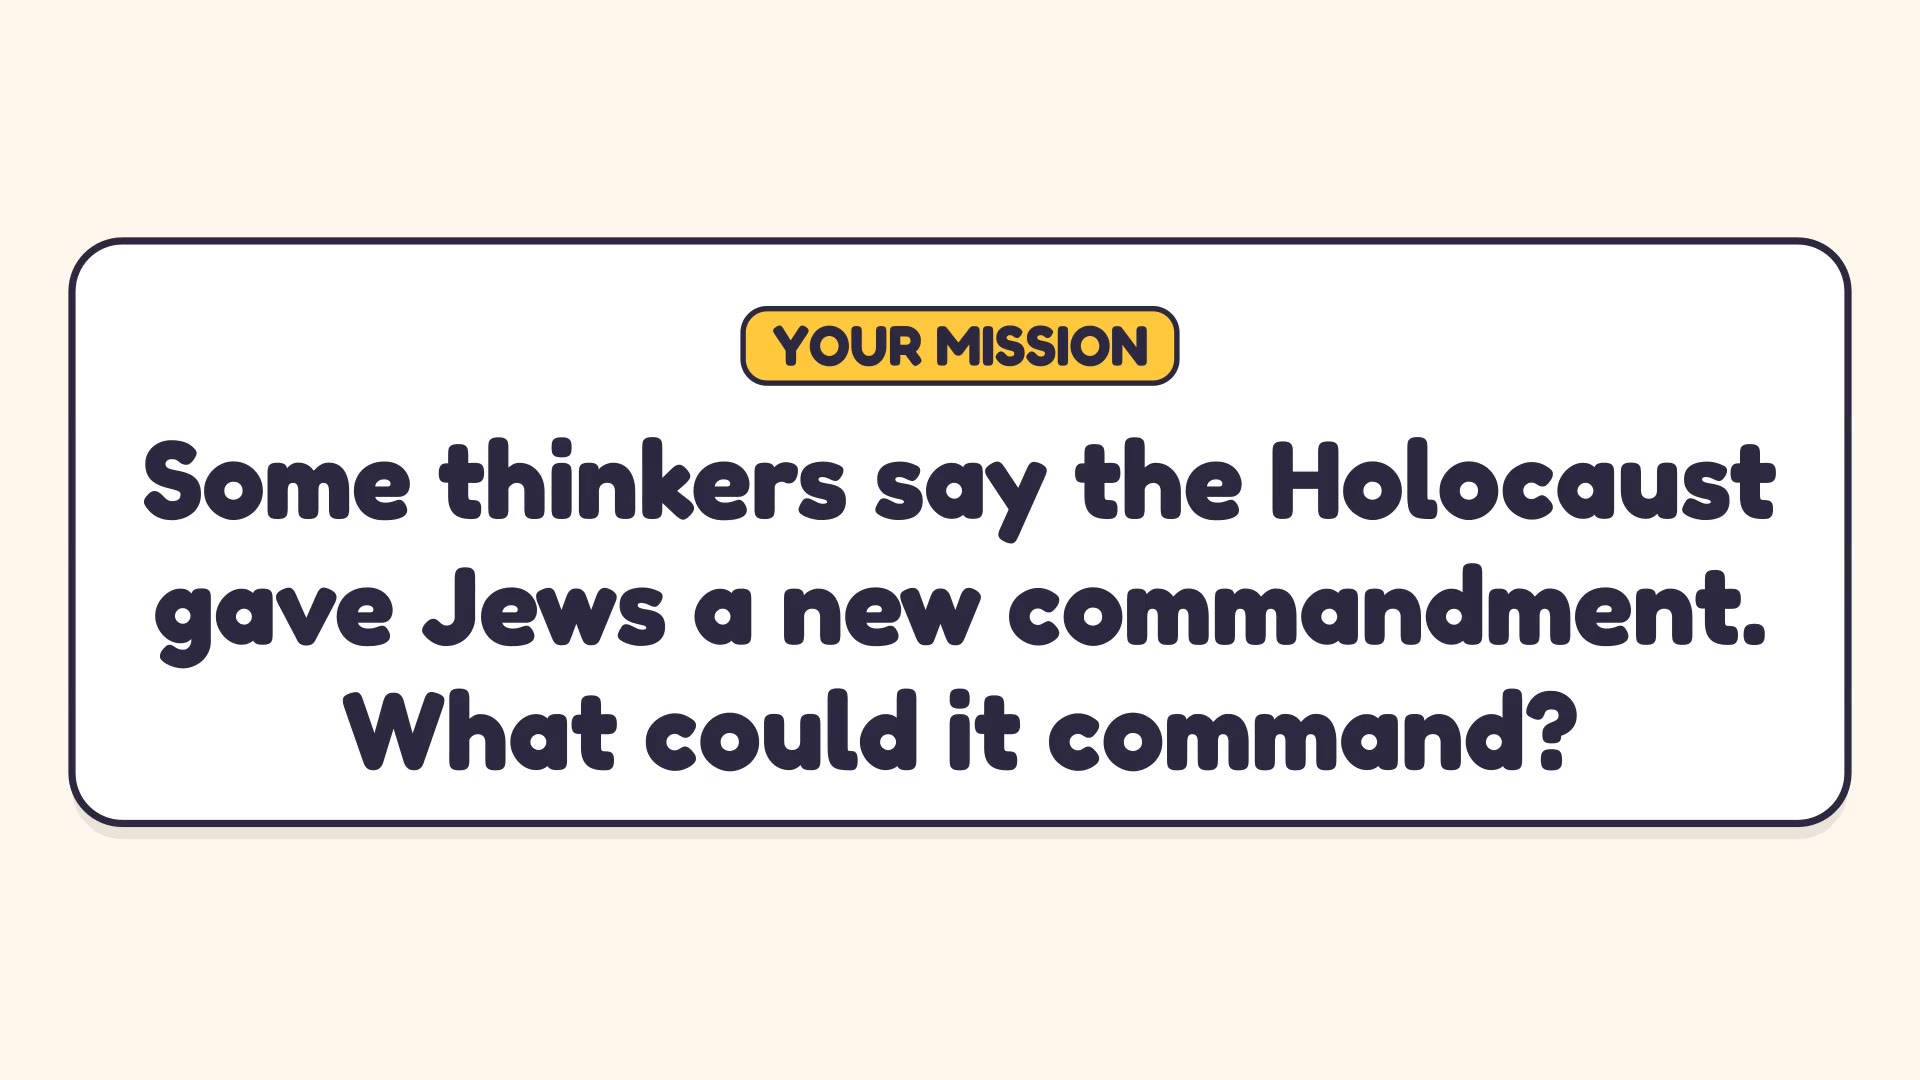 YOUR MISSION
Some thinkers say the Holocaust
gave Jews a new commandment.
What could it command?